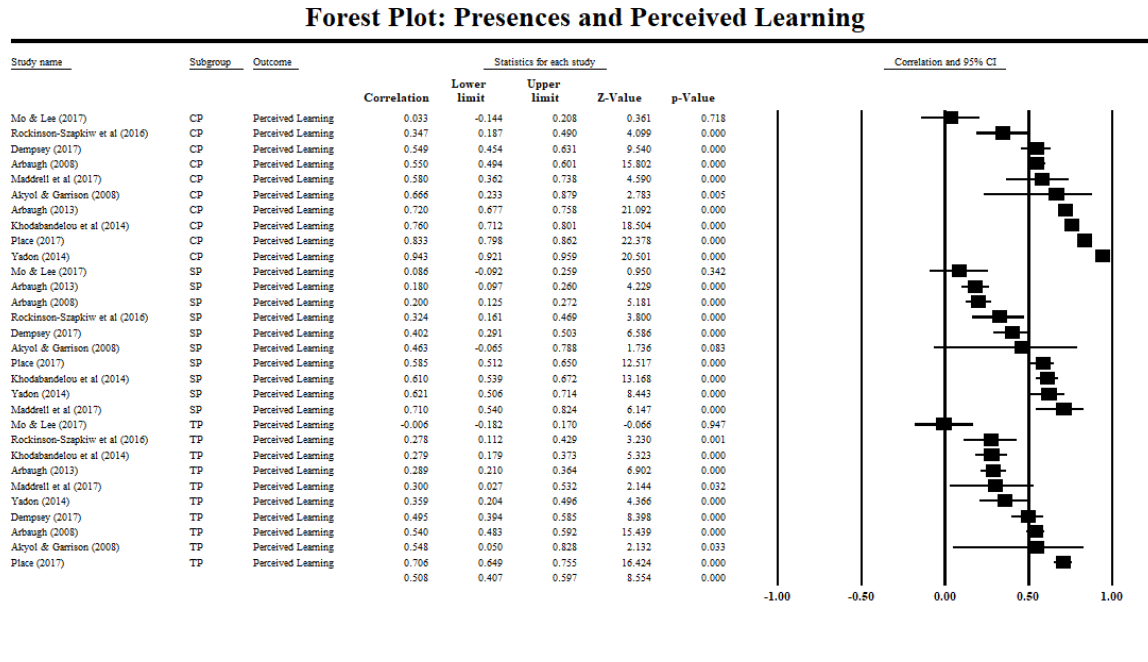 Forest Plot: Presences and Perceived Learning
Study name Subgroup Outcome Statistics for each study Correlation and 95% CI
Lower Upper
Correlation limit limit Z-Value p-Value
Mo & Lee (2017) CP Perceived Learning 0.033 -0.144 0.208 0.361 0.718
Rockinson-Szapkiw et al (2016) CP Perceived Learning 0.347 0.187 0.490 4.099 0.000
Dempsey (2017) CP Perceived Learning 0.549 0.454 0.631 9.540 0.000
Arbaugh (2008) CP Perceived Learning 0.550 0.494 0.601 15.802 0.000
Maddrell et al (2017) CP Perceived Learning 0.580 0.362 0.738 4.590 0.000
Akyol & Garrison (2008) CP Perceived Learning 0.666 0.233 0.879 2.783 0.005
Arbaugh (2013) CP Perceived Learning 0.720 0.677 0.758 21.092 0.000
Khodabandelou et al (2014) CP Perceived Learning 0.760 0.712 0.801 18.504 0.000
Place (2017) CP Perceived Learning 0.833 0.798 0.862 22.378 0.000
Yadon (2014) CP Perceived Learning 0.943 0.921 0.959 20.501 0.000
Mo & Lee (2017) SP Perceived Learning 0.086 -0.092 0.259 0.950 0.342
Arbaugh (2013) SP Perceived Learning 0.180 0.097 0.260 4.229 0.000
Arbaugh (2008) SP Perceived Learning 0.200 0.125 0.272 5.181 0.000
Rockinson-Szapkiw et al (2016) SP Perceived Learning 0.324 0.161 0.469 3.800 0.000
Dempsey (2017) SP Perceived Learning 0.402 0.291 0.503 6.586 0.000
Akyol & Garrison (2008) SP Perceived Learning 0.463 -0.065 0.788 1.736 0.083
Place (2017) SP Perceived Learning 0.585 0.512 0.650 12.517 0.000
Khodabandelou et al (2014) SP Perceived Learning 0.610 0.539 0.672 13.168 0.000
Yadon (2014) SP Perceived Learning 0.621 0.506 0.714 8.443 0.000
Maddrell et al (2017) SP Perceived Learning 0.710 0.540 0.824 6.147 0.000
Mo & Lee (2017) TP Perceived Learning -0.006 -0.182 0.170 -0.066 0.947
Rockinson-Szapkiw et al (2016) TP Perceived Learning 0.278 0.112 0.429 3.230 0.001
Khodabandelou et al (2014) TP Perceived Learning 0.279 0.179 0.373 5.323 0.000
Arbaugh (2013) TP Perceived Learning 0.289 0.210 0.364 6.902 0.000
Maddrell et al (2017) TP Perceived Learning 0.300 0.027 0.532 2.144 0.032
Yadon (2014) TP Perceived Learning 0.359 0.204 0.496 4.366 0.000
Dempsey (2017) TP Perceived Learning 0.495 0.394 0.585 8.398 0.000
Arbaugh (2008) TP Perceived Learning 0.540 0.483 0.592 15.439 0.000
Akyol & Garrison (2008) TP Perceived Learning 0.548 0.050 0.828 2.132 0.033
Place (2017) TP Perceived Learning 0.706 0.649 0.755 16.424 0.000
0.508 0.407 0.597 8.554 0.000
-1.00 -0.50 0.00 0.50 1.00